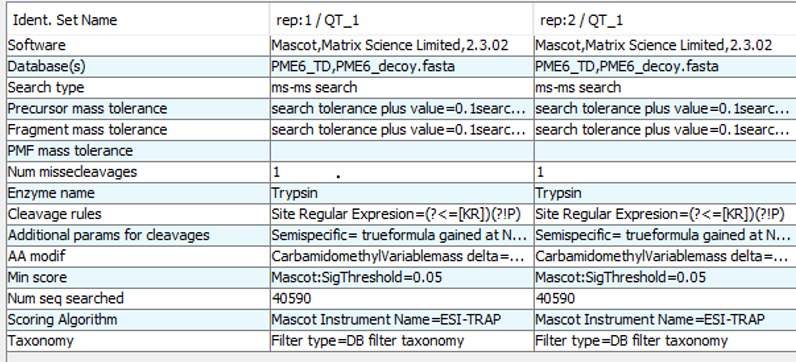 Ident. Set Name rep:1 / QT_1 rep:2 / QT_1
Software Mascot,Matrix Science Limited,2.3.02 Mascot,Matrix Science Limited,2.3.02
Database(s) PME6_TD,PME6_decoy.fasta PME6_TD,PME6_decoy.fasta
Search type ms-ms search ms-ms search
Precursor mass tolerance search tolerance plus value=0.1searc... search tolerance plus value=0.1searc...
Fragment mass tolerance search tolerance plus value=0.1searc... search tolerance plus value=0.1searc...
PMF mass tolerance
Num missecleavages 1 . 1
Enzyme name Trypsin Trypsin
Cleavage rules Site Regular Expresion=(?<=[KR])(?!P) Site Regular Expresion=(?<=[KR])(?!P)
Additional params for cleavages Semispecific= trueformula gained at N... Semispecific= trueformula gained at N...
AA modif CarbamidomethylVariablemass delta=... CarbamidomethylVariablemass delta=...
Min score Mascot:SigThreshold=0.05 Mascot:SigThreshold=0.05
Num seq searched 40590 40590
Scoring Algorithm Mascot Instrument Name=ESI-TRAP Mascot Instrument Name=ESI-TRAP
Taxonomy Filter type=DB filter taxonomy Filter type=DB filter taxonomy